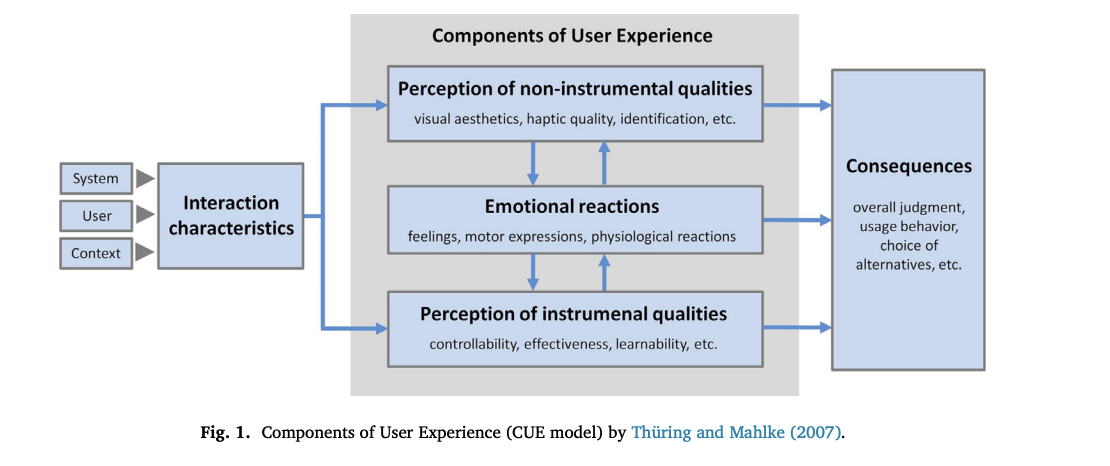 Components of User Experience
Perception of non-instrumental qualities
visual aesthetics, haptic quality, identification, etc.
System
User
Context
Interaction
characteristics
Emotional reactions
feelings, motor expressions, physiological reactions
Perception of instrumenal qualities
controllability, effectiveness, learnability, etc.
Consequences
overall judgment,
usage behavior,
choice of
alternatives, etc.
Fig. 1. Components of User Experience (CUE model) by Thüring and Mahlke (2007).